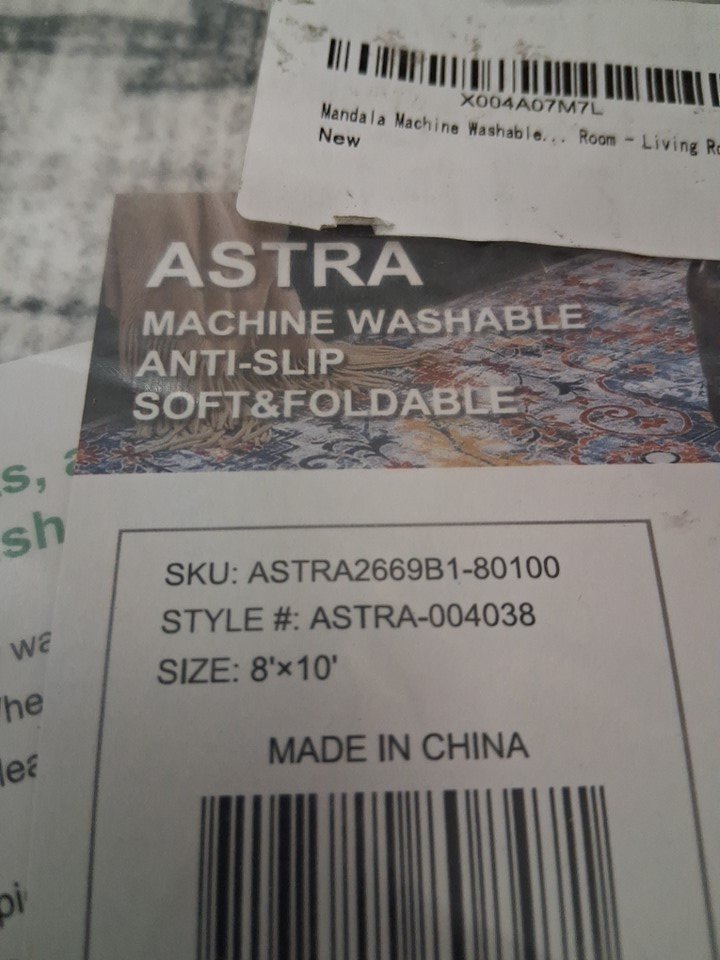 X004A07M7L
Mandala Machine Washable... Room - Living
New
ASTRA
MACHINE WASHABLE
ANTI-SLIP
SOFT&FOLDABLE
SKU: ASTRA2669B1-80100
STYLE #: ASTRA-004038
SIZE: 8'×10'
MADE IN CHINA